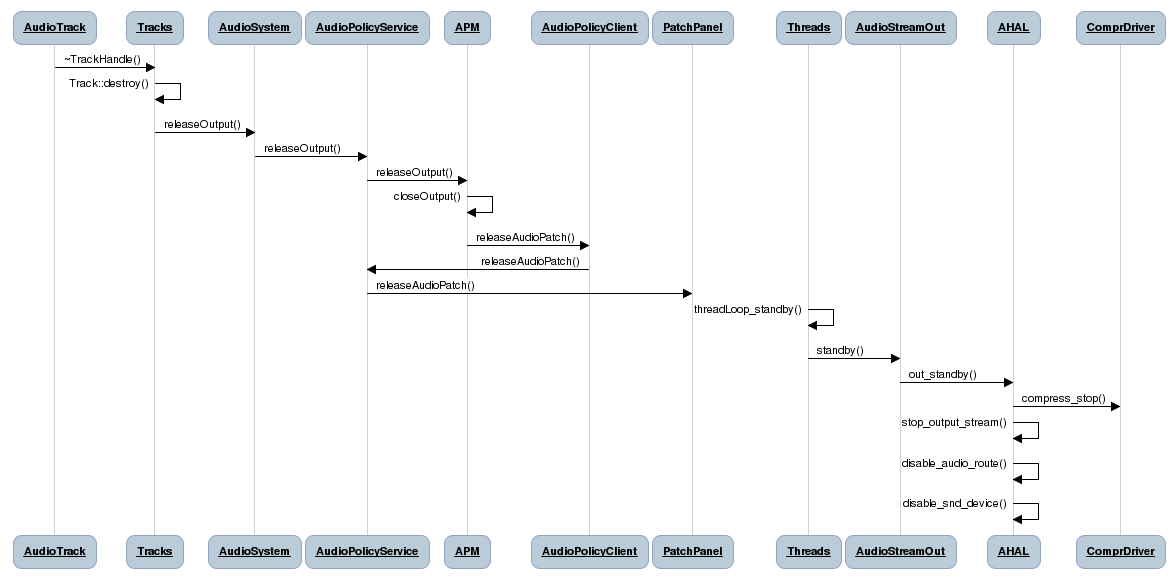 AudioTrack Tracks AudioSystem AudioPolicyService APM AudioPolicyClient PatchPanel Threads AudioStreamOut AHAL ComprDriver
~TrackHandle()
Track::destroy()
releaseOutput()
releaseOutput()
releaseOutput()
closeOutput()
releaseAudioPatch()
releaseAudioPatch()
releaseAudioPatch()
threadLoop_standby()
standby()
out_standby()
compress_stop()
stop_output_stream()
disable_audio_route()
disable_snd_device()
AudioTrack Tracks AudioSystem AudioPolicyService APM AudioPolicyClient PatchPanel Threads AudioStreamOut AHAL ComprDriver